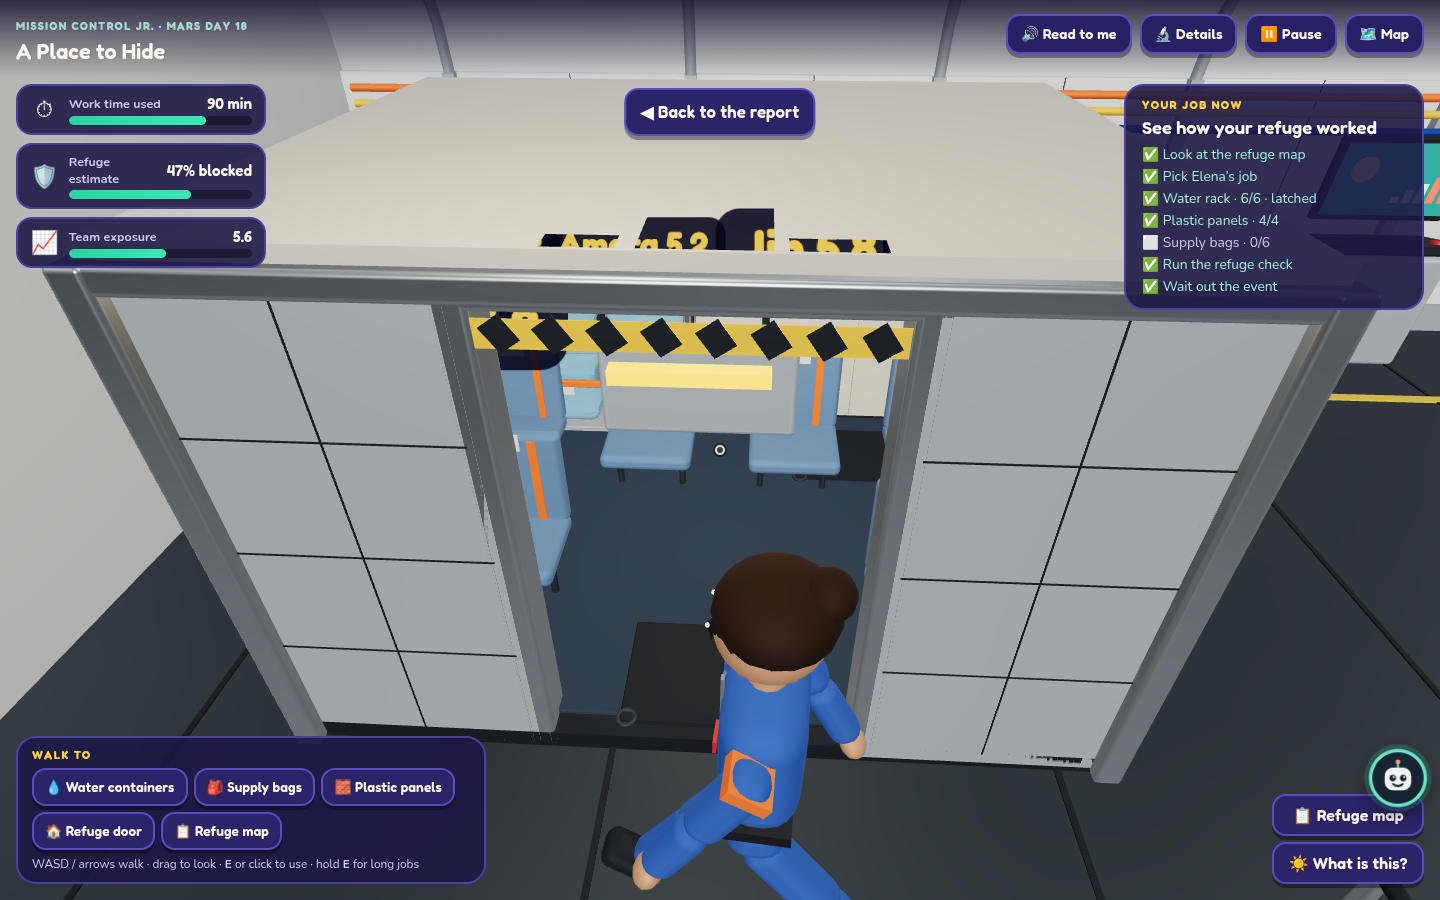 MISSION CONTROL JR. · MARS DAY 18
A Place to Hide
🔊 Read to me
🔬 Details
⏸️ Pause
🗺️ Map
⏱ Work time used 90 min
🛡️ Refuge estimate 47% blocked
📈 Team exposure 5.6
◀ Back to the report
YOUR JOB NOW
See how your refuge worked
✅ Look at the refuge map
✅ Pick Elena's job
✅ Water rack · 6/6 · latched
✅ Plastic panels · 4/4
⬜ Supply bags · 0/6
✅ Run the refuge check
✅ Wait out the event
WALK TO
💧 Water containers
🎒 Supply bags
🧱 Plastic panels
🏠 Refuge door
📋 Refuge map
WASD / arrows walk · drag to look · E or click to use · hold E for long jobs
📋 Refuge map
☀️ What is this?